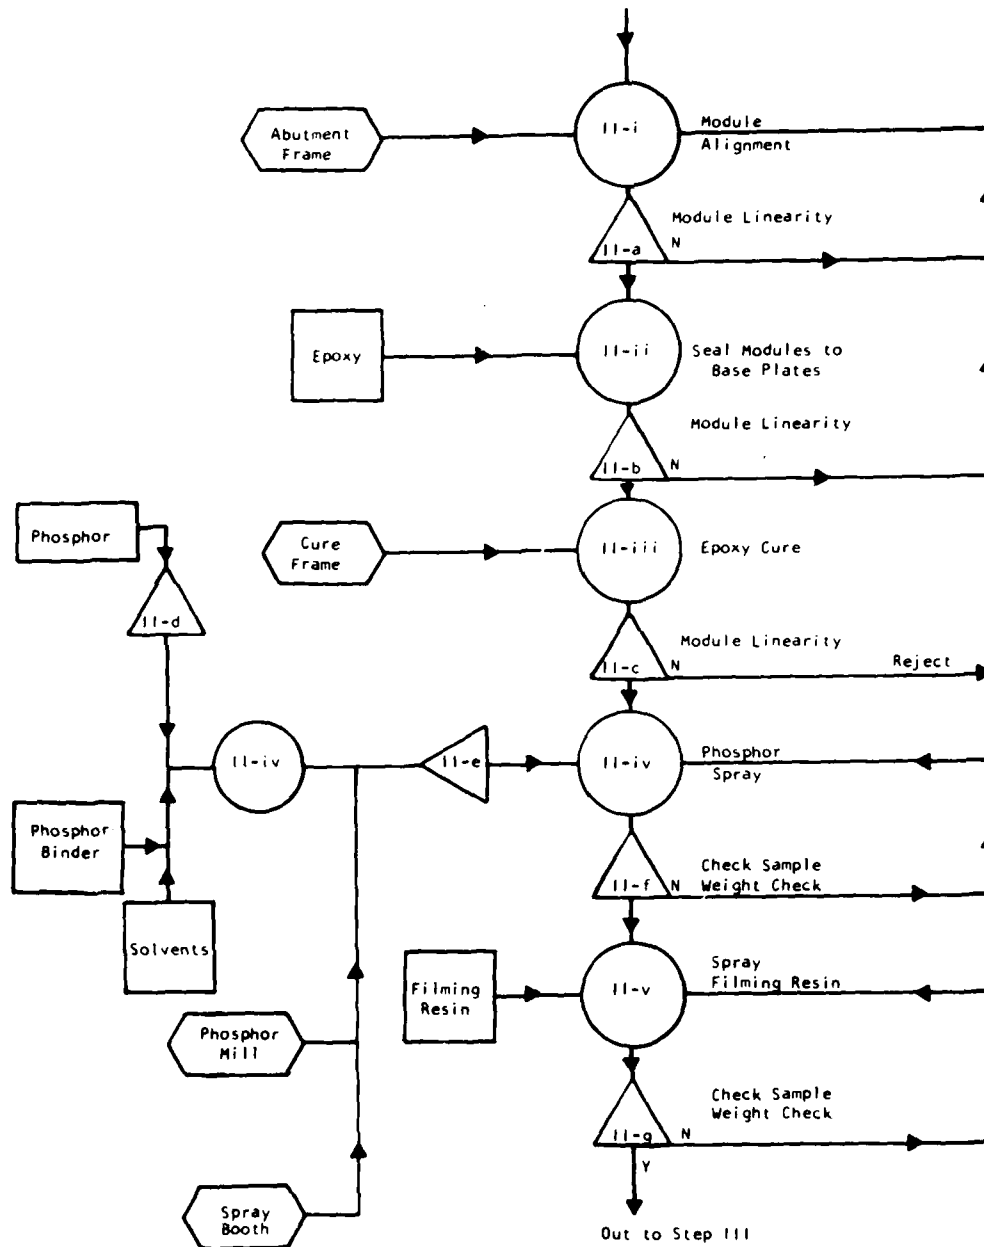 II-i
Module
Alignment
Abutment
Frame
Module Linearity
II-a
N
Epoxy
II-ii
Seal Modules to
Base Plates
Module Linearity
II-b
N
Phosphor
Cure
Frame
II-iii
Epoxy Cure
II-d
Module Linearity
II-c
N
Reject
II-iv
II-e
II-iv
Phosphor
Spray
Phosphor
Binder
Solvents
II-f
N
Check Sample
Weight Check
Filming
Resin
II-v
Spray
Filming Resin
Phosphor
Mill
Check Sample
Weight Check
II-g
N
Y
Spray
Booth
Out to Step III